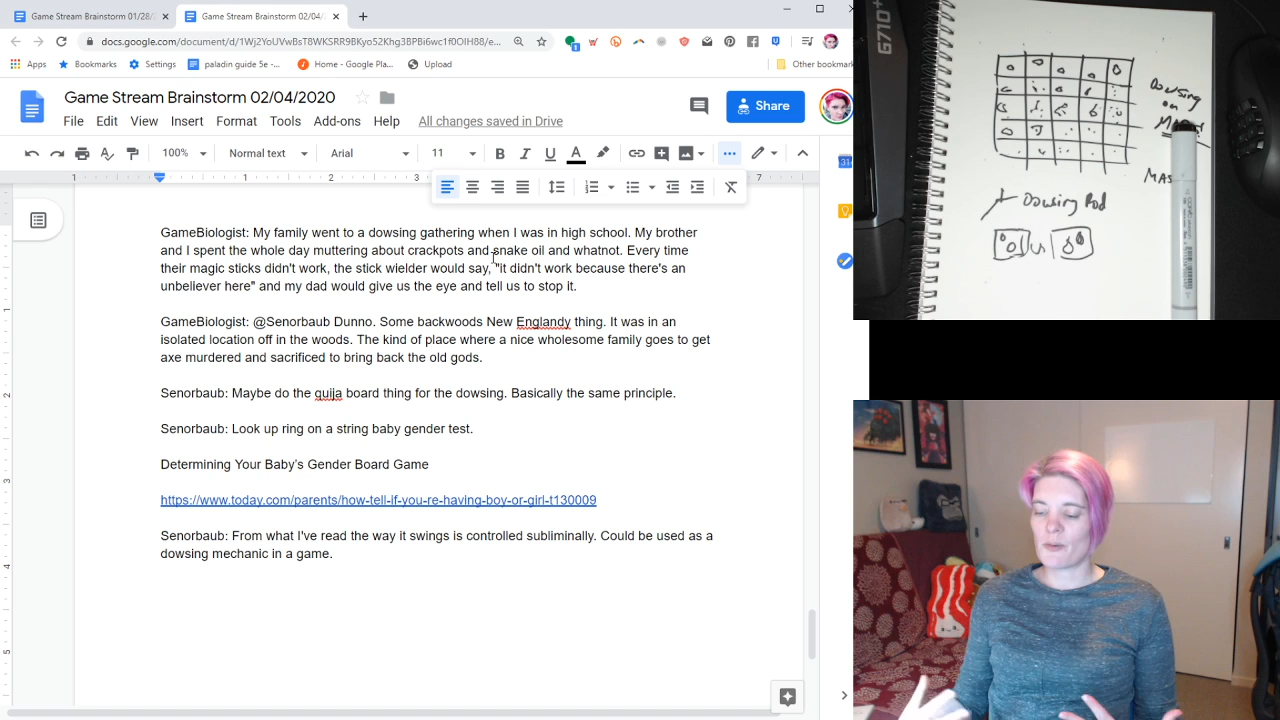 Game Stream Brainstorm 01/28/
Game Stream Brainstorm 02/04/
docs.google.com/document/d/1Wj2YoUVwBsT8WKSRR9BKyo52Khg3BPBi6wc1f0OIH88/e...
Apps
Bookmarks
Settings
paladin guide 5e -...
Home - Google Pla...
Upload
Other bookmar
Game Stream Brainstorm 02/04/2020
Share
File Edit View Insert Format Tools Add-ons Help All changes saved in Drive
100% Normal text Arial 11
1 2 3 7
GameBiologist: My family went to a dowsing gathering when I was in high school. My brother
and I spent the whole day muttering about crackpots and snake oil and whatnot. Every time
their magic sticks didn't work, the stick wielder would say, "it didn't work because there's an
unbeliever here" and my dad would give us the eye and tell us to stop it.
GameBiologist: @Senorbaub Dunno. Some backwoods New Englandy thing. It was in an
isolated location off in the woods. The kind of place where a nice wholesome family goes to get
axe murdered and sacrificed to bring back the old gods.
Senorbaub: Maybe do the quija board thing for the dowsing. Basically the same principle.
Senorbaub: Look up ring on a string baby gender test.
Determining Your Baby's Gender Board Game
https://www.today.com/parents/how-tell-if-you-re-having-boy-or-girl-t130009
Senorbaub: From what I've read the way it swings is controlled subliminally. Could be used as a
dowsing mechanic in a game.
G710+
Dowsing
on
MAS
Dowsing Rod